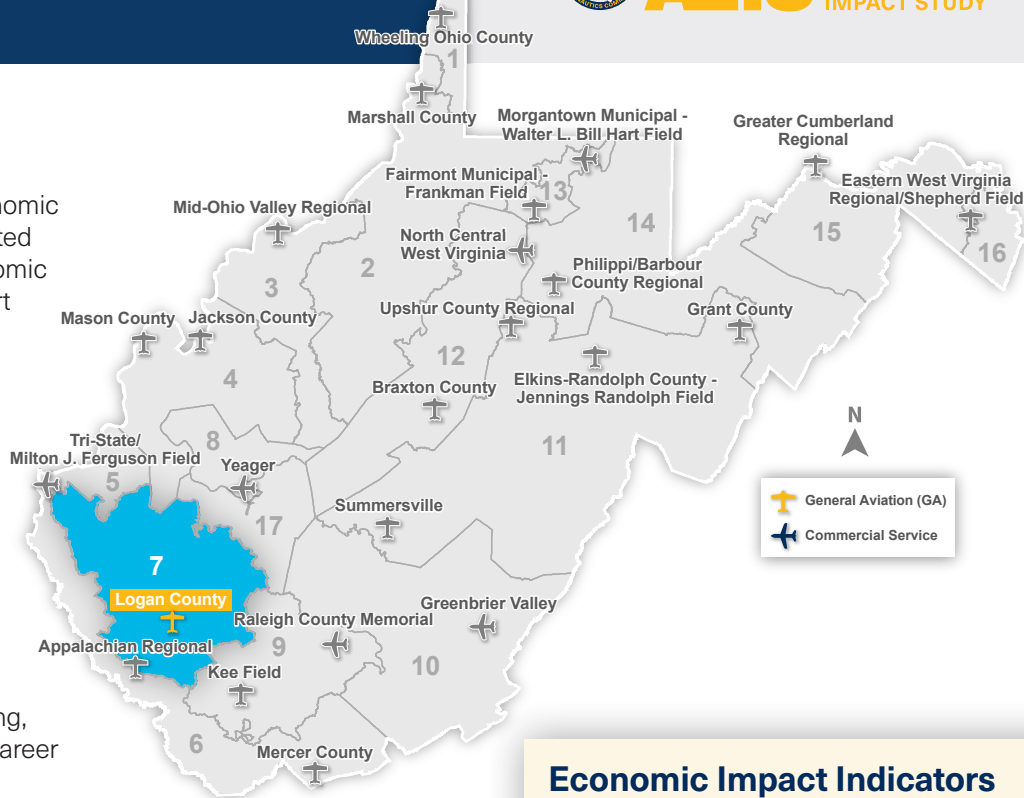 IMPACT STUDY
Wheeling Ohio County
1
Marshall County
Morgantown Municipal -
Walter L. Bill Hart Field
Greater Cumberland
Regional
Fairmont Municipal -
Frankman Field
13
Eastern West Virginia
Regional/Shepherd Field
Mid-Ohio Valley Regional
14
15
16
North Central
West Virginia
2
3
Philippi/Barbour
County Regional
Mason County
Jackson County
Upshur County Regional
Grant County
12
4
Braxton County
Elkins-Randolph County -
Jennings Randolph Field
11
N
Tri-State/
Milton J. Ferguson Field
8
Yeager
5
General Aviation (GA)
Commercial Service
Summersville
17
7
Logan County
Greenbrier Valley
Raleigh County Memorial
Appalachian Regional
9
10
Kee Field
6
Mercer County
ng,
areer
Economic Impact Indicators